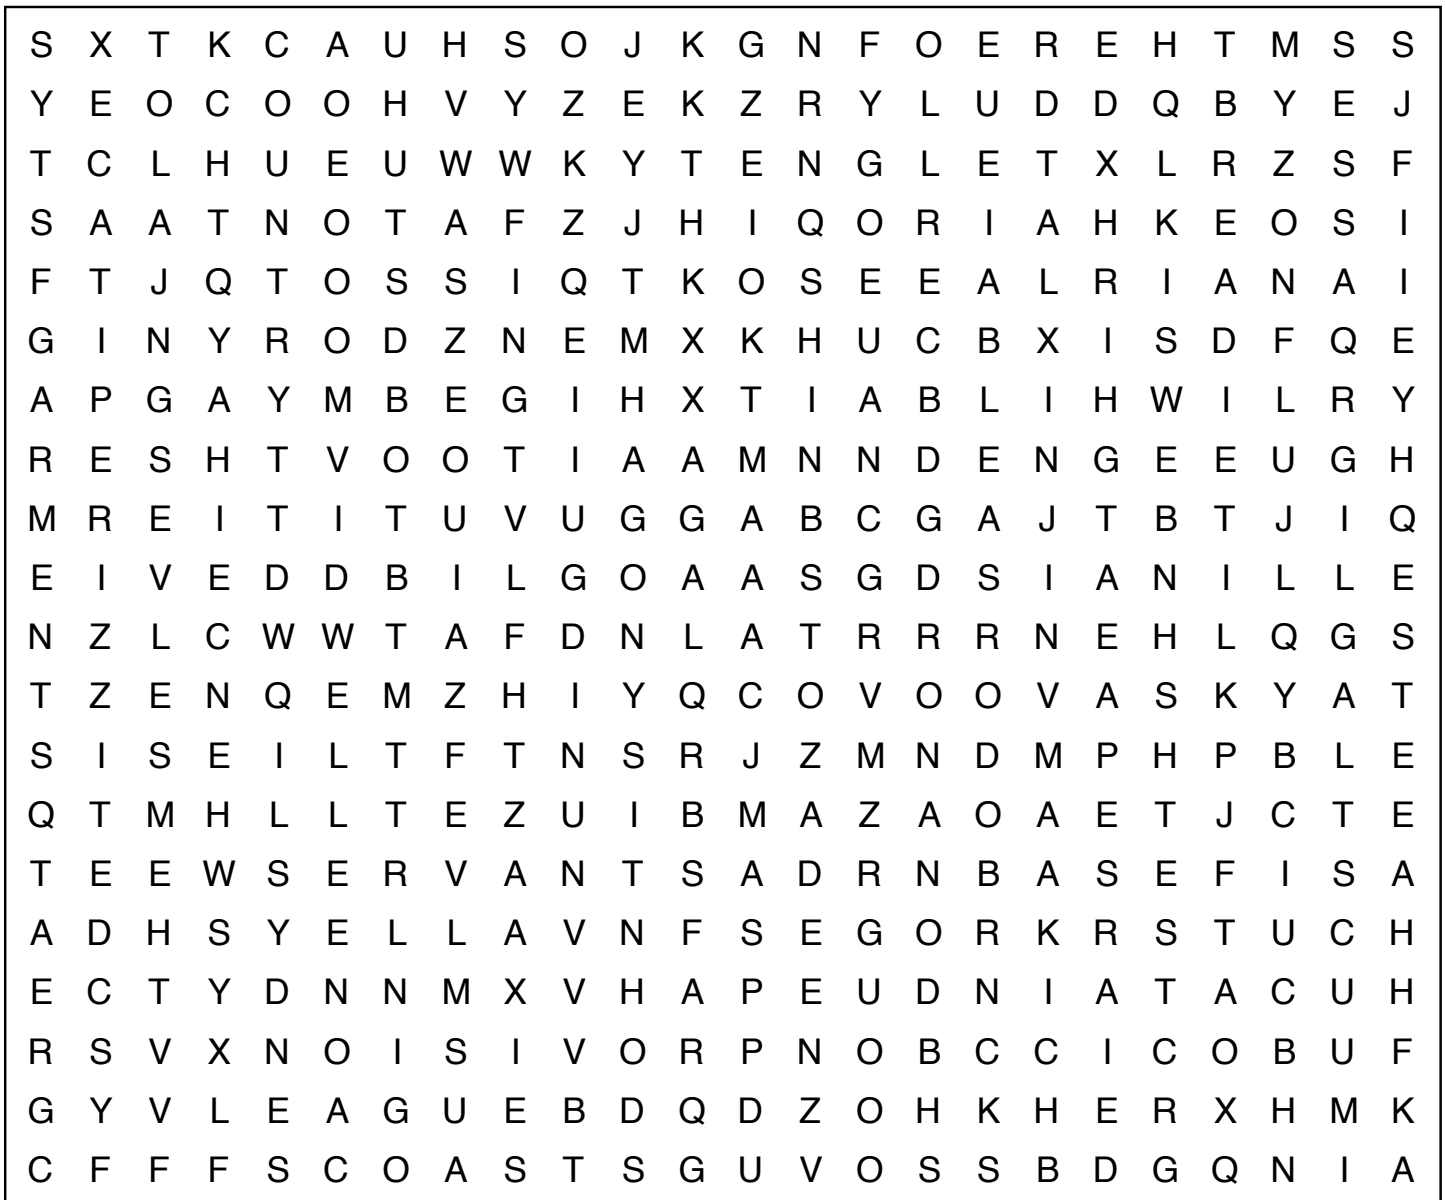 S X T K C A U H S O J K G N F O E R E H T M S S
Y E O C O O H V Y Z E K Z R Y L U D D Q B Y E J
T C L H U E U W W K Y T E N G L E T X L R Z S F
S A A T N O T A F Z J H I Q O R I A H K E O S I
F T J Q T O S S I Q T K O S E E A L R I A N A I
G I N Y R O D Z N E M X K H U C B X I S D F Q E
A P G A Y M B E G I H X T I A B L I H W I L R Y
R E S H T V O O T I A A M N N D E N G E E U G H
M R E I T I T U V U G G A B C G A J T B T J I Q
E I V E D D B I L G O A A S G D S I A N I L L E
N Z L C W W T A F D N L A T R R R N E H L Q G S
T Z E N Q E M Z H I Y Q C O V O O V A S K Y A T
S I S E I L T F T N S R J Z M N D M P H P B L E
Q T M H L L T E Z U I B M A Z A O A E T J C T E
T E E W S E R V A N T S A D R N B A S E F I S A
A D H S Y E L L A V N F S E G O R K R S T U C H
E C T Y D N N M X V H A P E U D N I A T A C U H
R S V X N O I S I V O R P N O B C C I C O B U F
G Y V L E A G U E B D Q D Z O H K H E R X H M K
C F F F S C O A S T S G U V O S S B D G Q N I A